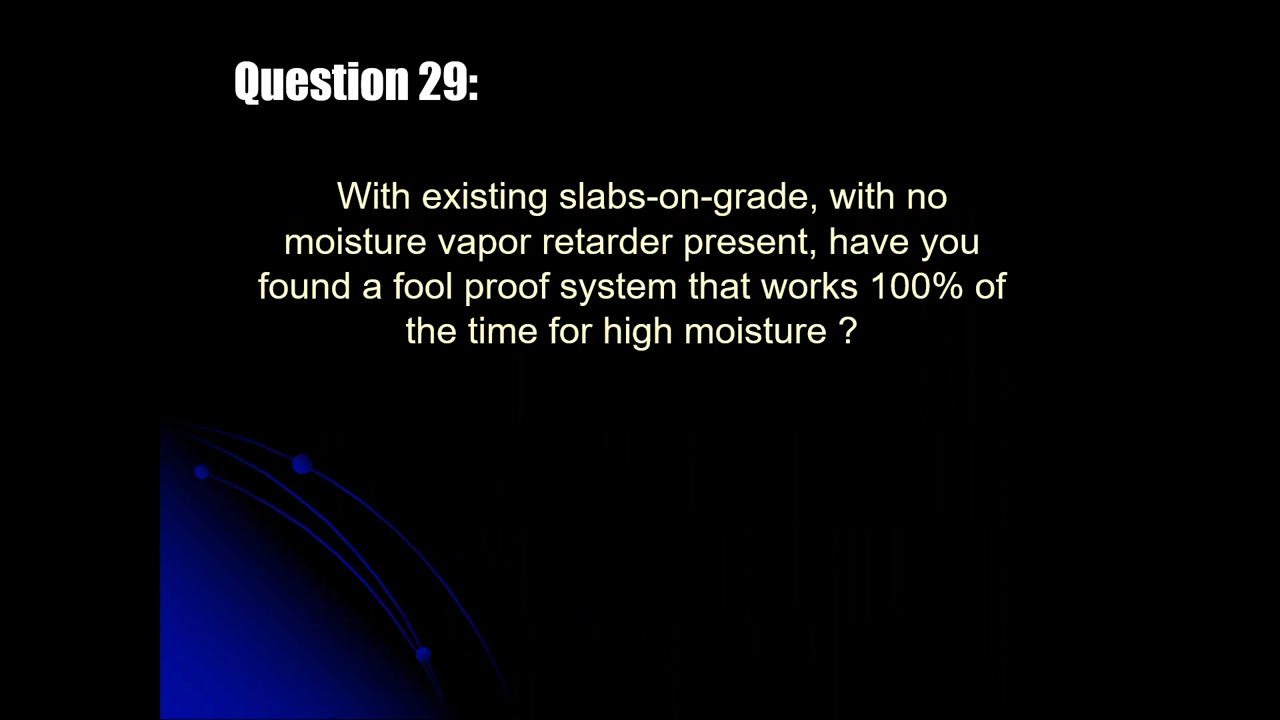 Question 29:
With existing slabs-on-grade, with no
moisture vapor retarder present, have you
found a fool proof system that works 100% of
the time for high moisture ?